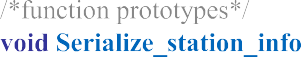 /*function prototypes*/
void Serialize_station_info